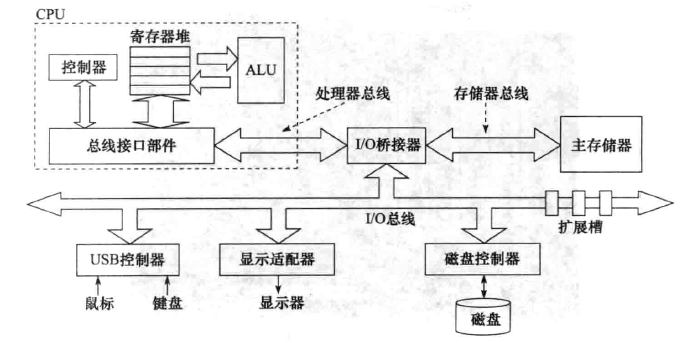 CPU
寄存器堆
控制器
ALU
处理器总线
存储器总线
总线接口部件
I/O桥接器
主存储器
I/O总线
扩展槽
USB控制器
显示适配器
磁盘控制器
鼠标
键盘
显示器
磁盘